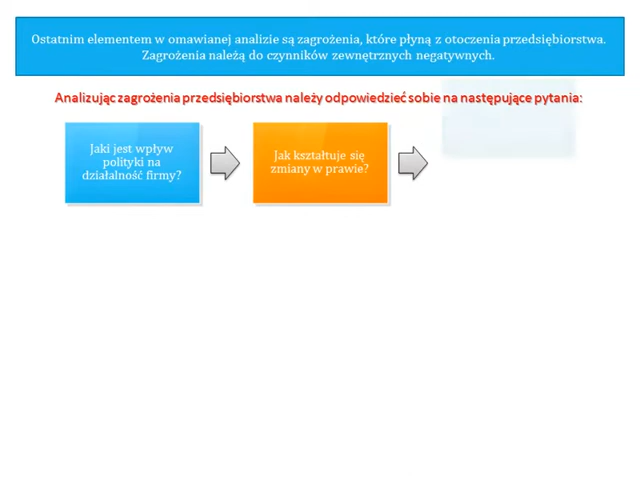 Ostatnim elementem w omawianej analizie są zagrożenia, które płyną z otoczenia przedsiębiorstwa.
Zagrożenia należą do czynników zewnętrznych negatywnych.
Analizując zagrożenia przedsiębiorstwa należy odpowiedzieć sobie na następujące pytania:
Jaki jest wpływ
polityki na
działalność firmy?
Jak kształtuje się
zmiany w prawie?